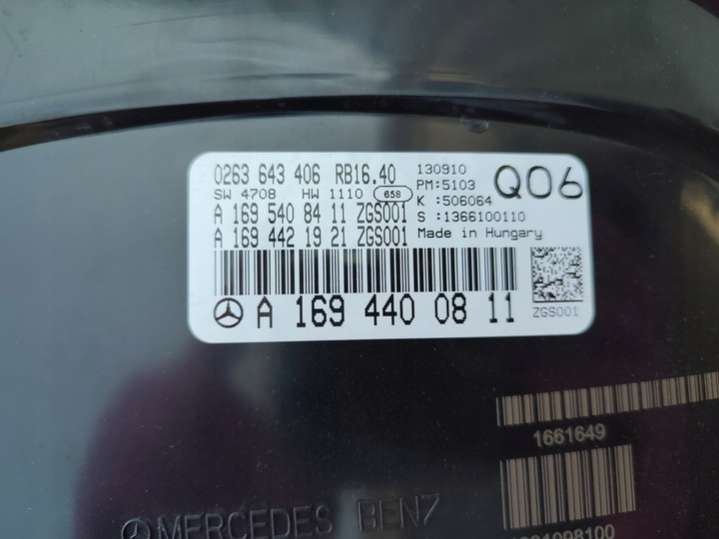 0263 643 406 RB16.40
SW 4708 HW 1110 658
A 169 540 84 11 ZGS001
A 169 442 19 21 ZGS001
130910
PM:5103
K :506064
S :1366100110
Made in Hungary
Q06
A 169 440 08 11
ZGS001
1661649
MERCEDES BENZ